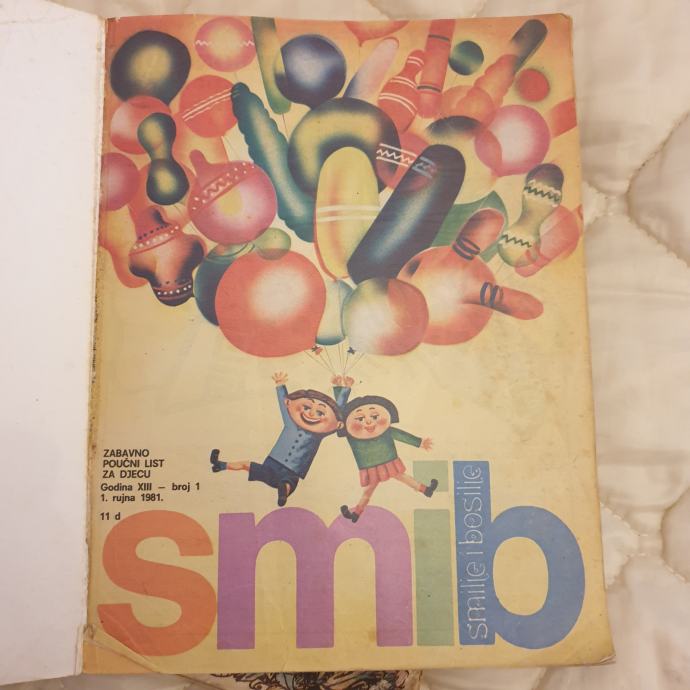 ZABAVNO
POUČNI LIST
ZA DJECU
Godina XIII — broj 1
1. rujna 1981.
11 d
smib
smilje i bosilje